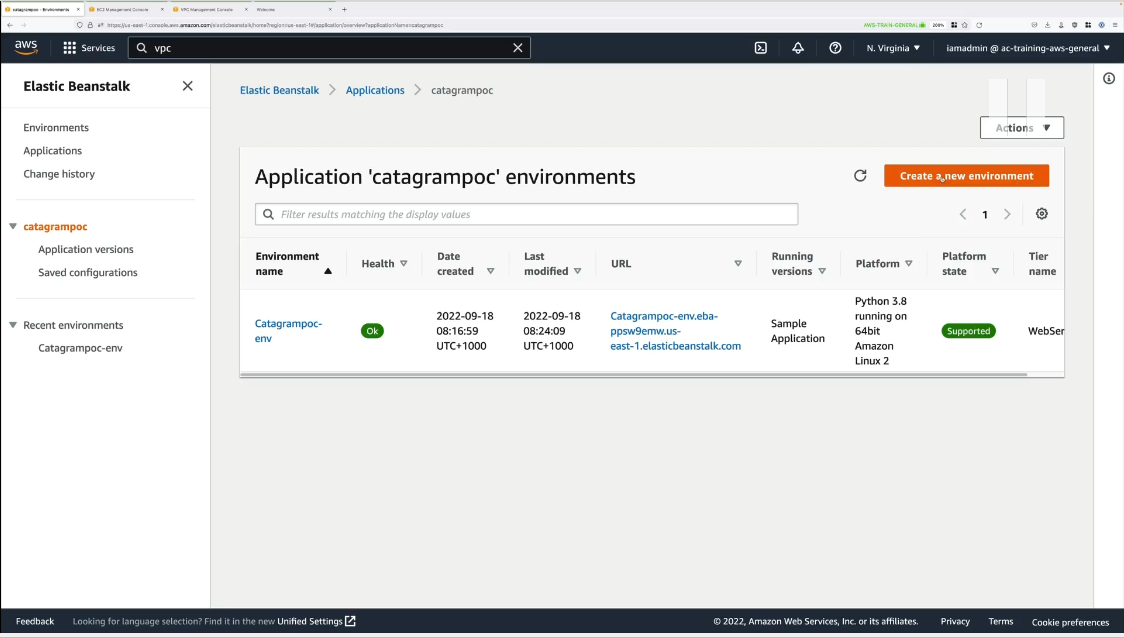 catagrampoc - Environments
EC2 Management Console
VPC Management Console
Welcome
https://us-east-1.console.aws.amazon.com/elasticbeanstalk/home?region=us-east-1#/application/overview?applicationName=catagrampoc
AWS-TRAIN-GENERAL
200%
aws
Services
vpc
N. Virginia
iamadmin @ ac-training-aws-general
Elastic Beanstalk
Environments
Applications
Change history
catagrampoc
Application versions
Saved configurations
Recent environments
Catagrampoc-env
Elastic Beanstalk
Applications
catagrampoc
Actions
Application 'catagrampoc' environments
Create a new environment
Filter results matching the display values
1
Environment
name
Health
Date
created
Last
modified
URL
Running
versions
Platform
Platform
state
Tier
name
Catagrampoc-
env
Ok
2022-09-18
08:16:59
UTC+1000
2022-09-18
08:24:09
UTC+1000
Catagrampoc-env.eba-
ppsw9emw.us-
east-1.elasticbeanstalk.com
Sample
Application
Python 3.8
running on
64bit
Amazon
Linux 2
Supported
WebSer
Feedback
Looking for language selection? Find it in the new Unified Settings
© 2022, Amazon Web Services, Inc. or its affiliates.
Privacy
Terms
Cookie preferences